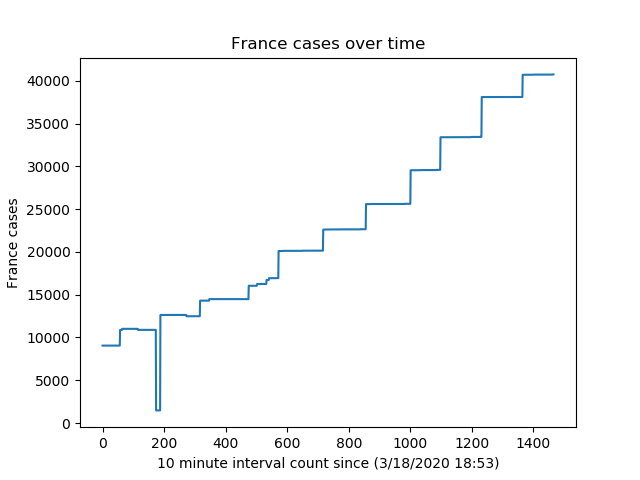 France cases over time
France cases
40000
35000
30000
25000
20000
15000
10000
5000
0
0 200 400 600 800 1000 1200 1400
10 minute interval count since (3/18/2020 18:53)